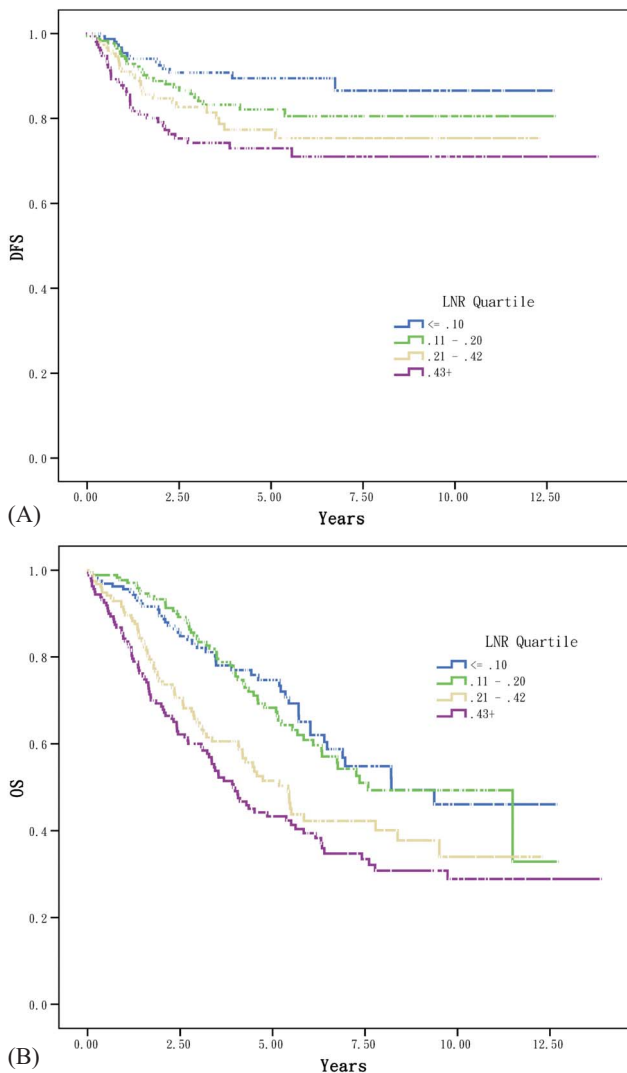 1.0
0.8
0.6
0.4
0.2
0.0
DFS
LNR Quartile
<= .10
.11 - .20
.21 - .42
.43+
0.00 2.50 5.00 7.50 10.00 12.50
Years
(A)
1.0
0.8
0.6
0.4
0.2
0.0
OS
LNR Quartile
<= .10
.11 - .20
.21 - .42
.43+
0.00 2.50 5.00 7.50 10.00 12.50
Years
(B)